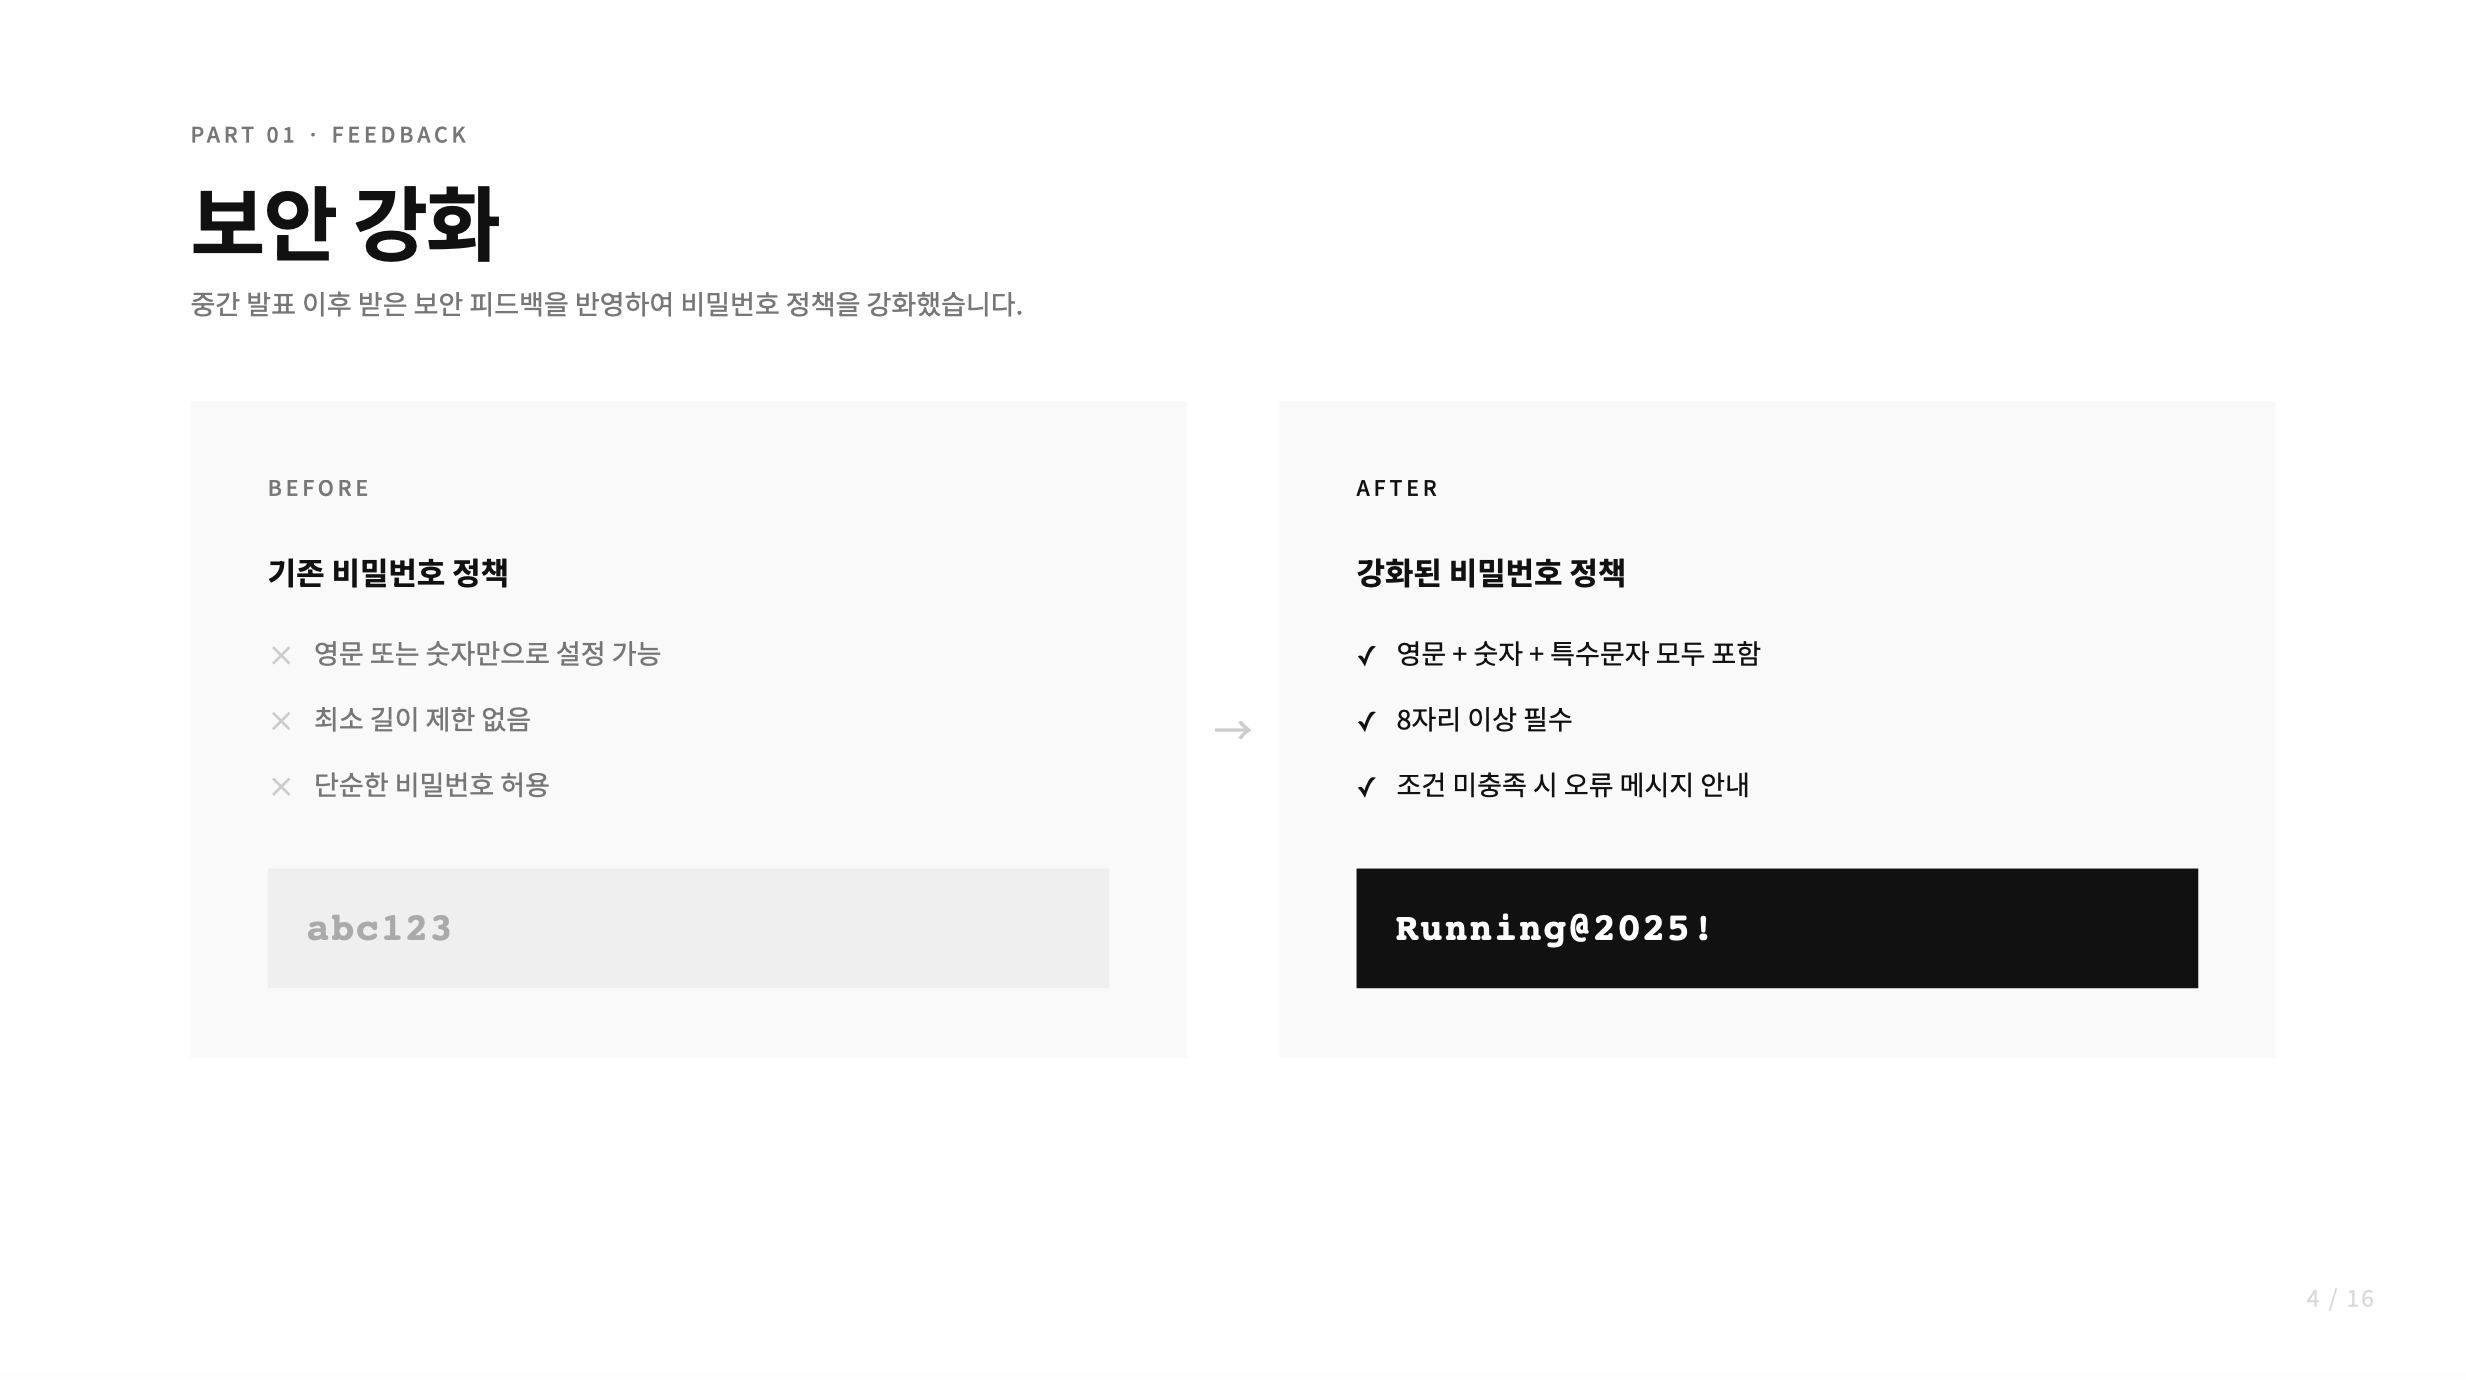 PART 01 · FEEDBACK
보안 강화
중간 발표 이후 받은 보안 피드백을 반영하여 비밀번호 정책을 강화했습니다.
BEFORE
기존 비밀번호 정책
× 영문 또는 숫자만으로 설정 가능
× 최소 길이 제한 없음
× 단순한 비밀번호 허용
abc123
→
AFTER
강화된 비밀번호 정책
✓ 영문 + 숫자 + 특수문자 모두 포함
✓ 8자리 이상 필수
✓ 조건 미충족 시 오류 메시지 안내
Running@2025!
4 / 16